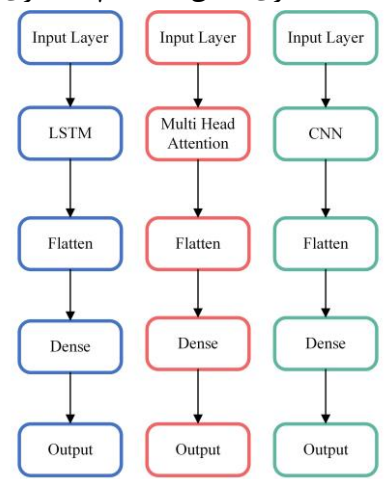 Input Layer
Input Layer
Input Layer
LSTM
Multi Head
Attention
CNN
Flatten
Flatten
Flatten
Dense
Dense
Dense
Output
Output
Output